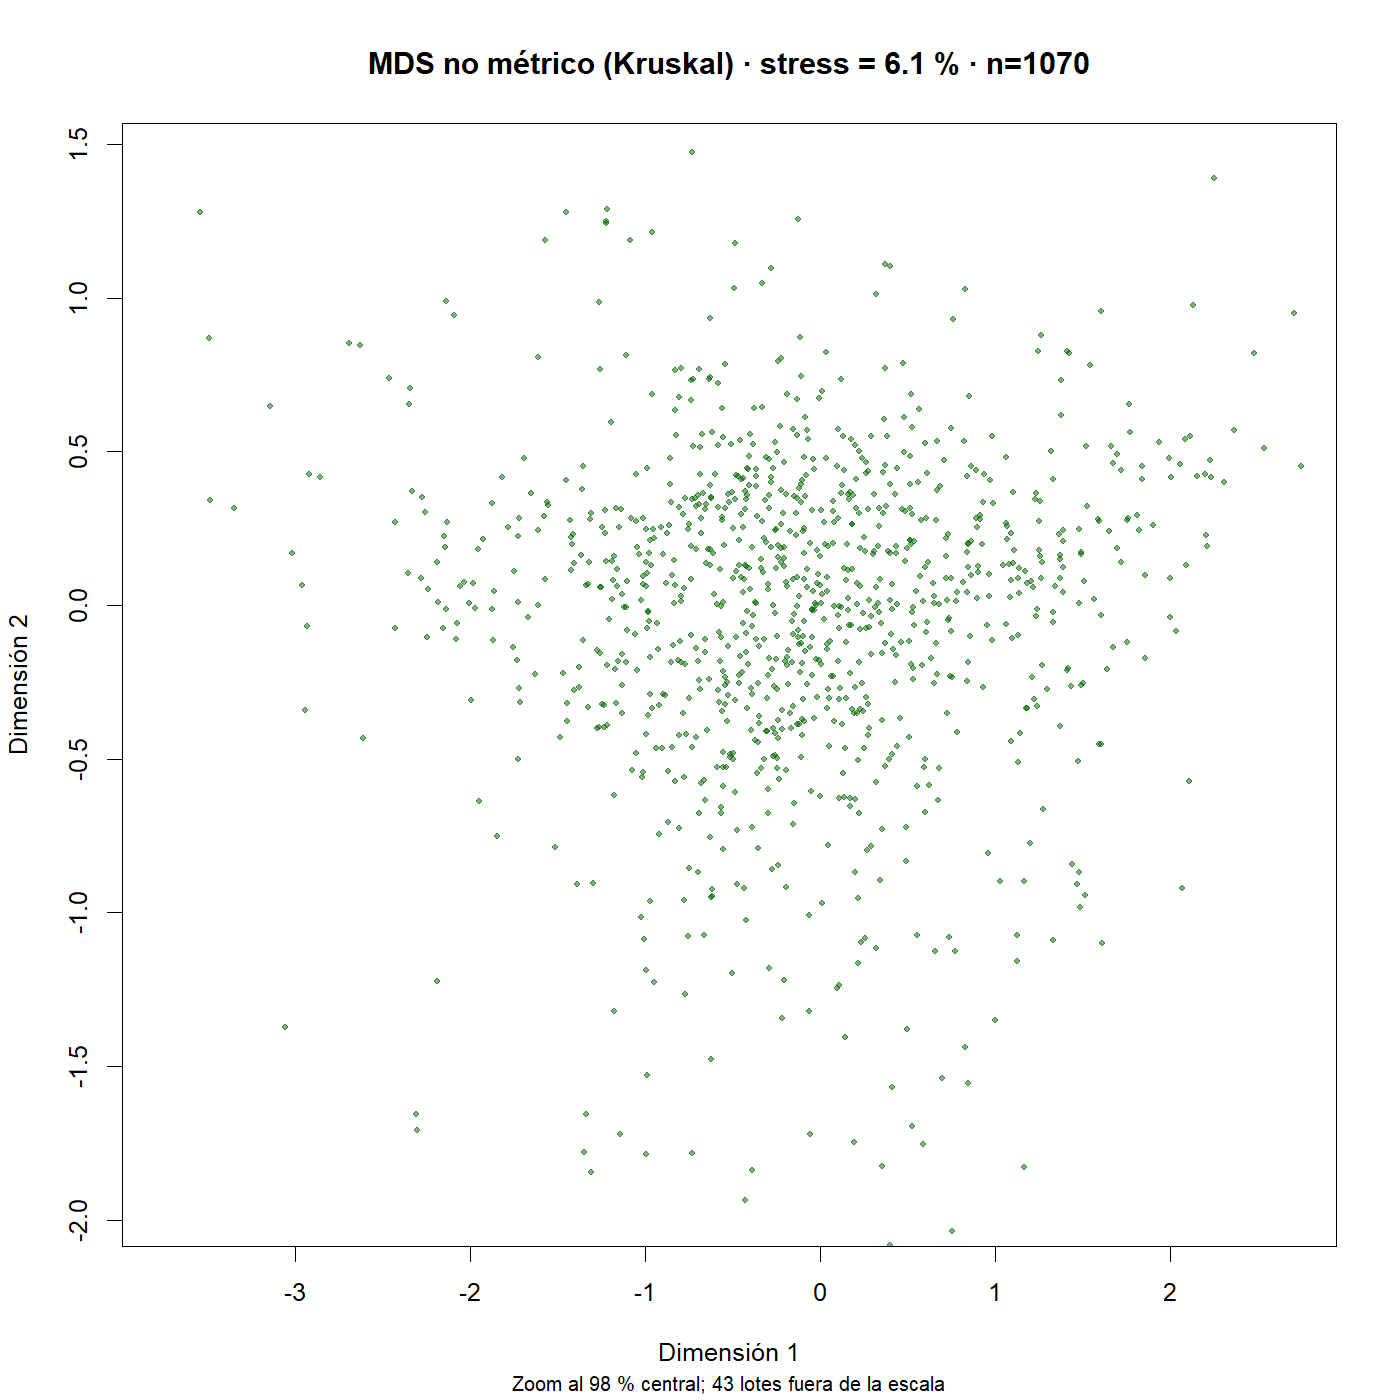 MDS no métrico (Kruskal) · stress = 6.1 % · n=1070
1.5
1.0
0.5
0.0
-0.5
-1.0
-1.5
-2.0
Dimensión 2
-3 -2 -1 0 1 2
Dimensión 1
Zoom al 98 % central; 43 lotes fuera de la escala